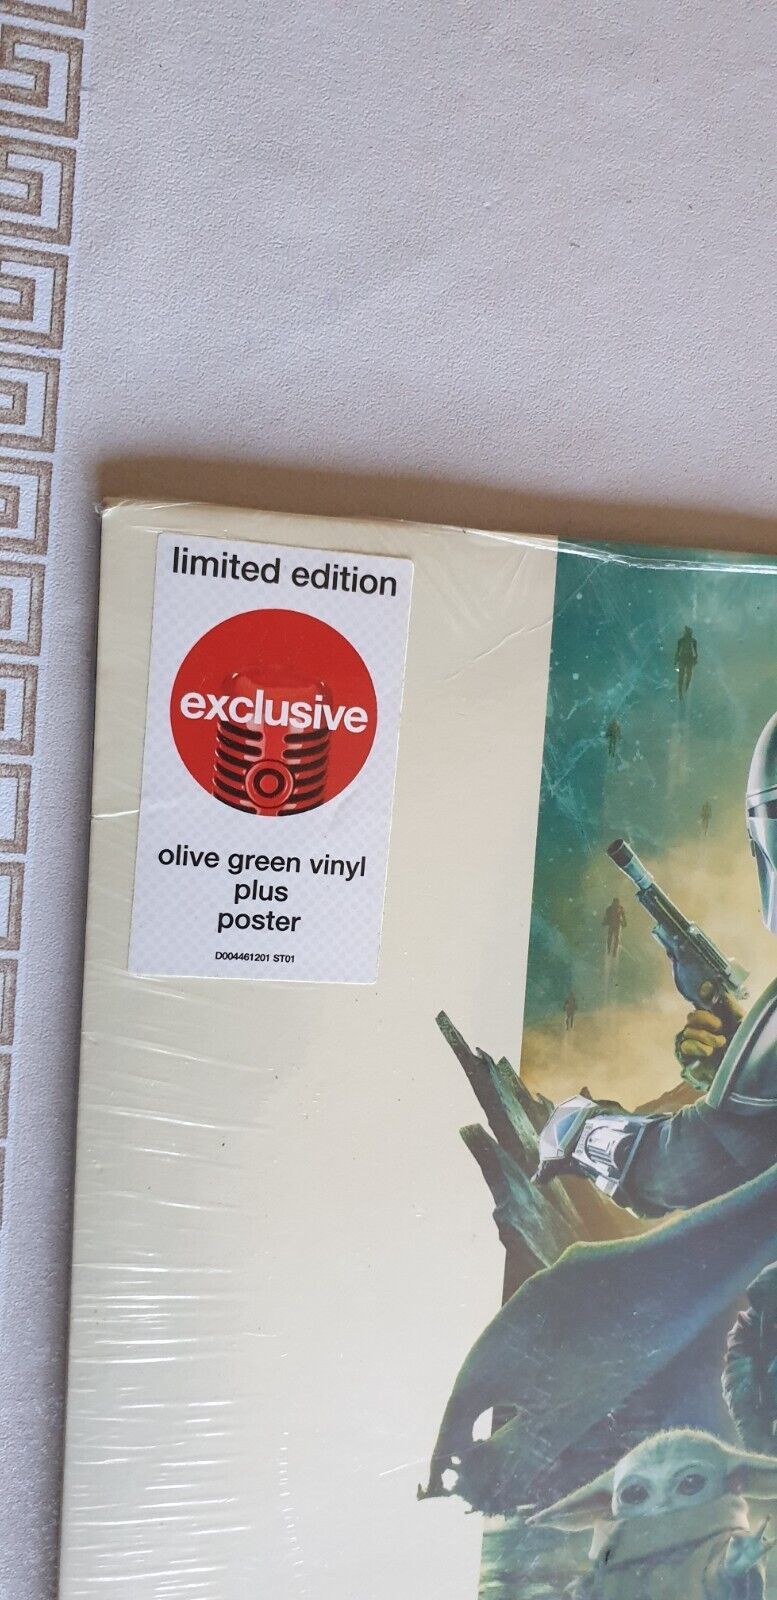 limited edition
exclusive
olive green vinyl
plus
poster
D004461201 ST01